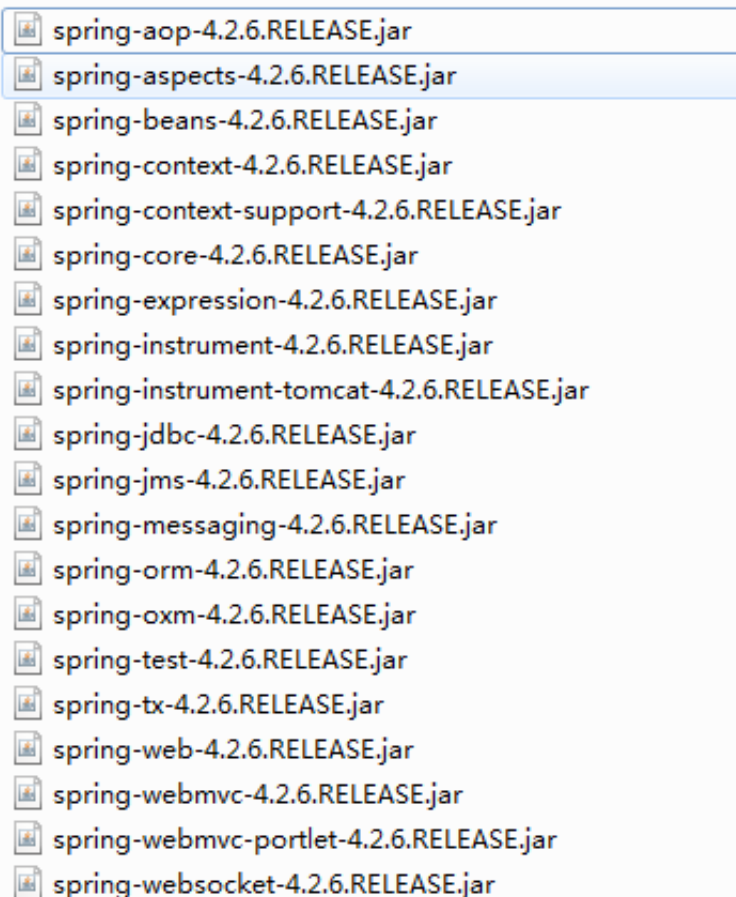 spring-aop-4.2.6.RELEASE.jar
spring-aspects-4.2.6.RELEASE.jar
spring-beans-4.2.6.RELEASE.jar
spring-context-4.2.6.RELEASE.jar
spring-context-support-4.2.6.RELEASE.jar
spring-core-4.2.6.RELEASE.jar
spring-expression-4.2.6.RELEASE.jar
spring-instrument-4.2.6.RELEASE.jar
spring-instrument-tomcat-4.2.6.RELEASE.jar
spring-jdbc-4.2.6.RELEASE.jar
spring-jms-4.2.6.RELEASE.jar
spring-messaging-4.2.6.RELEASE.jar
spring-orm-4.2.6.RELEASE.jar
spring-oxm-4.2.6.RELEASE.jar
spring-test-4.2.6.RELEASE.jar
spring-tx-4.2.6.RELEASE.jar
spring-web-4.2.6.RELEASE.jar
spring-webmvc-4.2.6.RELEASE.jar
spring-webmvc-portlet-4.2.6.RELEASE.jar
spring-websocket-4.2.6.RELEASE.jar